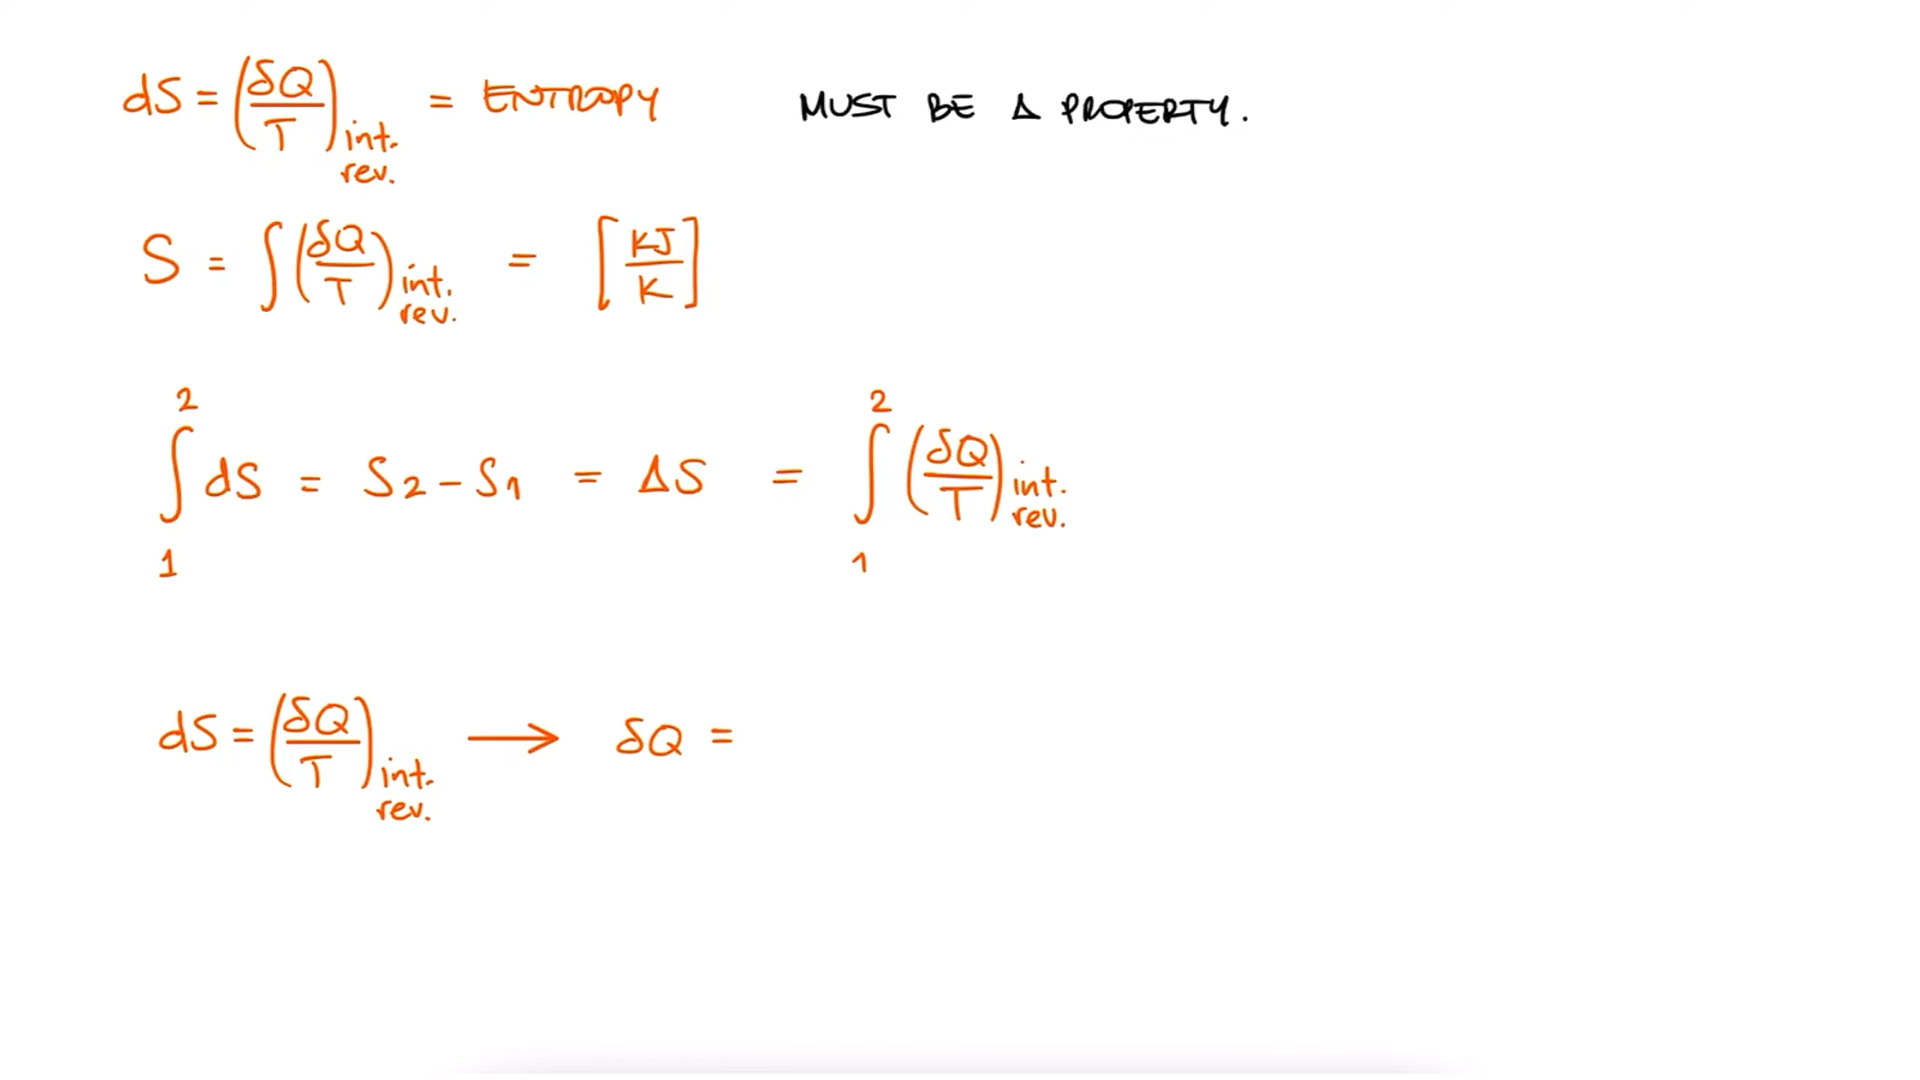 dS = (δQ/T) int. rev. = ENTROPY MUST BE A PROPERTY.
S = ∫(δQ/T) int. rev. = [kJ/K]
∫₁² dS = S₂ - S₁ = ΔS = ∫₁² (δQ/T) int. rev.
dS = (δQ/T) int. rev. ⟶ δQ =